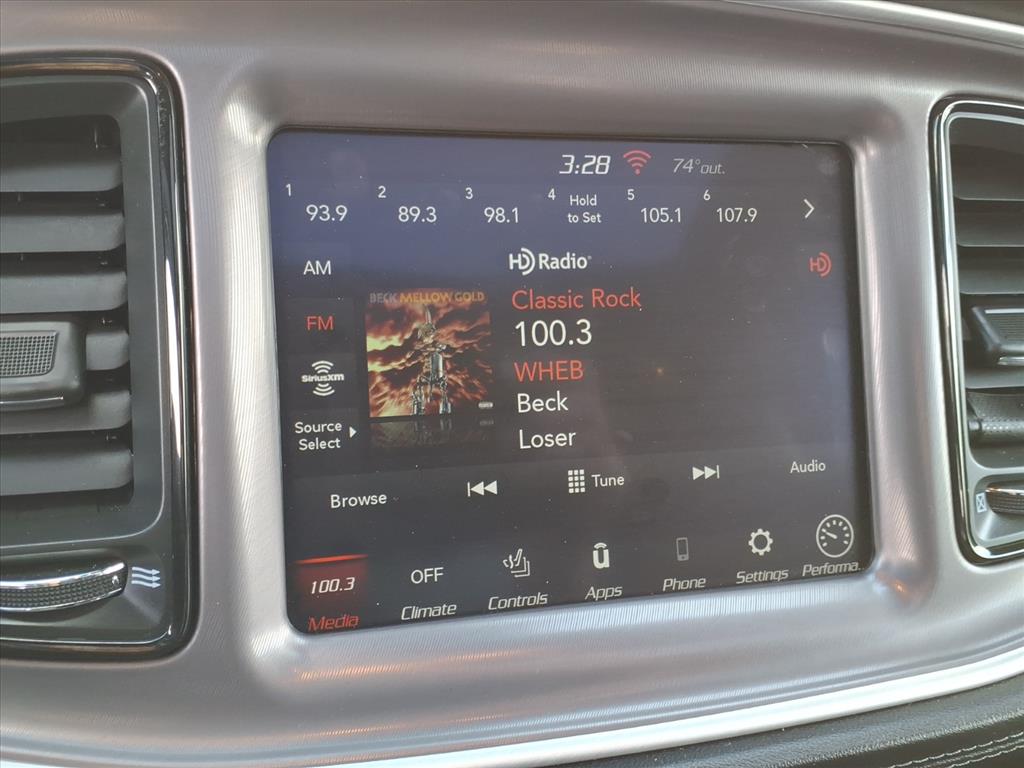 3:28 74° out.
1 93.9 2 89.3 3 98.1 4 Hold to Set 5 105.1 6 107.9
AM
HD Radio
HD
BECK MELLOW GOLD
Classic Rock
FM
100.3
WHEB
SiriusXM
Beck
Source
Select
Loser
Browse
Tune
Audio
100.3
Media
OFF
Climate
Controls
Apps
Phone
Settings
Performa..